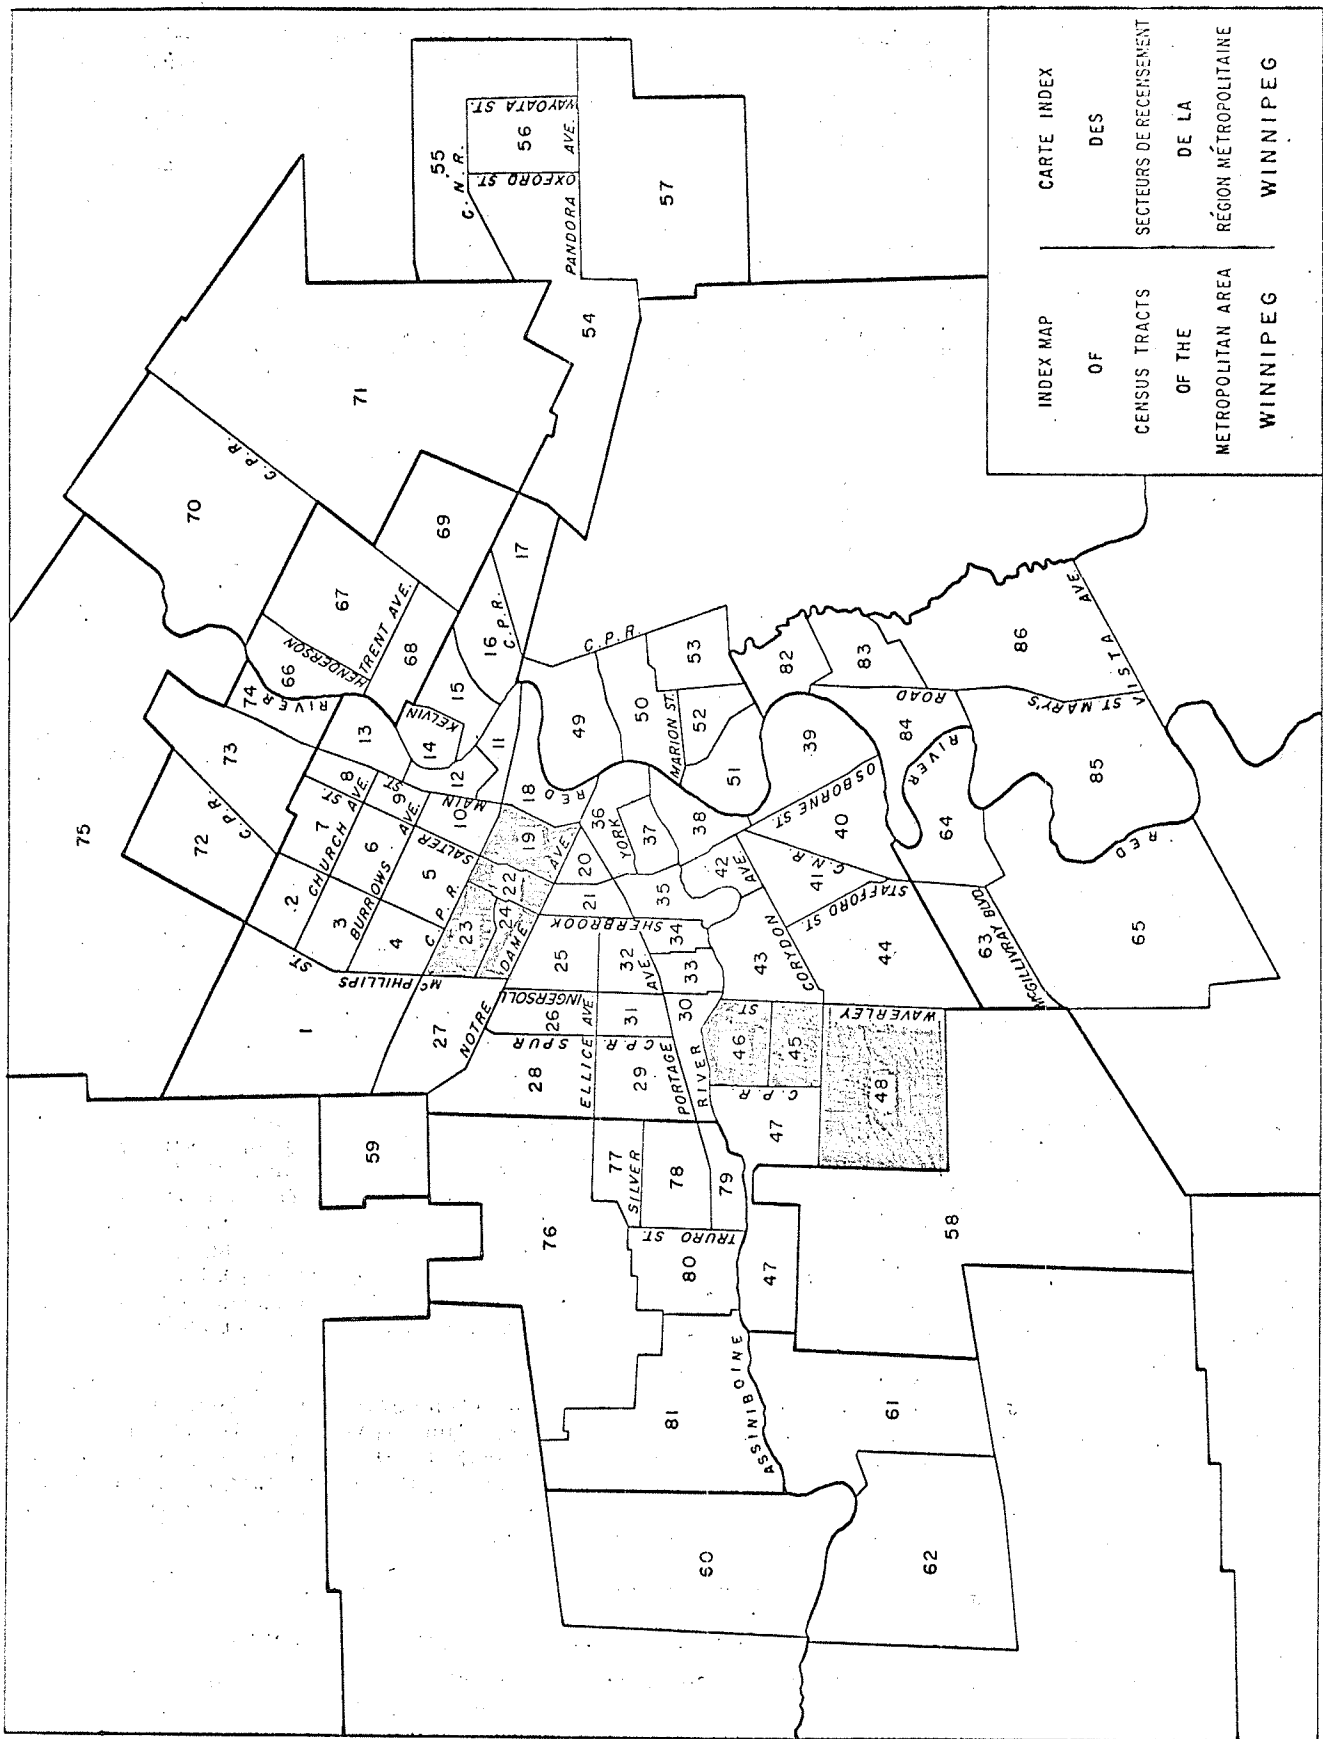 INDEX MAP
OF
CENSUS TRACTS
OF THE
METROPOLITAN AREA
WINNIPEG
CARTE INDEX
DES
SECTEURS DE RECENSEMENT
DE LA
RÉGION MÉTROPOLITAINE
WINNIPEG
75
70
71
C.P.R.
55
C.N.R.
56
WAYOATA ST.
OXFORD ST.
PANDORA AVE.
57
54
69
67
TRENT AVE.
HENDERSON
66
74
RIVER
68
73
72
C.P.R.
17
16
C.P.R.
15
KELVIN
14
13
12
11
MAIN ST.
8
7
9
CHURCH AVE.
6
BURROWS AVE.
10
SALTER ST.
5
2
3
4
C.P.R.
MCPHILLIPS ST.
1
18
RED
19
22
23
24
NOTRE DAME AVE.
27
20
21
SHERBROOK
25
INGERSOLL
26
SPUR
C.P.R.
28
ELLICE AVE.
29
31
32
PORTAGE AVE.
30
RIVER
33
34
35
36
YORK
37
38
49
50
C.P.R.
53
MARION ST.
52
51
39
OSBORNE ST.
40
C.N.R.
41
42
CORYDON AVE.
STAFFORD ST.
43
44
46
45
ST
C.P.R.
47
WAVERLEY
48
82
83
86
ST. MARY'S ROAD
VISTA AVE.
84
RIVER
85
RED
64
63
MCGILLIVRAY BLVD.
65
59
76
77
SILVER
78
79
TRURO ST.
80
47
58
81
ASSINIBOINE
61
60
62